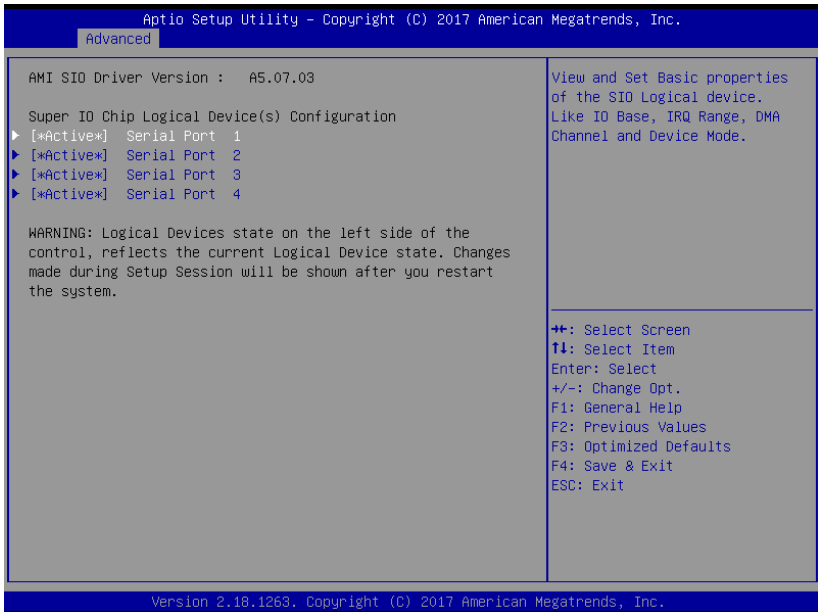 Aptio Setup Utility – Copyright (C) 2017 American Megatrends, Inc.
Advanced
AMI SIO Driver Version :   A5.07.03
Super IO Chip Logical Device(s) Configuration
[*Active*]  Serial Port  1
[*Active*]  Serial Port  2
[*Active*]  Serial Port  3
[*Active*]  Serial Port  4
WARNING: Logical Devices state on the left side of the
control, reflects the current Logical Device state. Changes
made during Setup Session will be shown after you restart
the system.
View and Set Basic properties
of the SIO Logical device.
Like IO Base, IRQ Range, DMA
Channel and Device Mode.
→←: Select Screen
↑↓: Select Item
Enter: Select
+/-: Change Opt.
F1: General Help
F2: Previous Values
F3: Optimized Defaults
F4: Save & Exit
ESC: Exit
Version 2.18.1263. Copyright (C) 2017 American Megatrends, Inc.